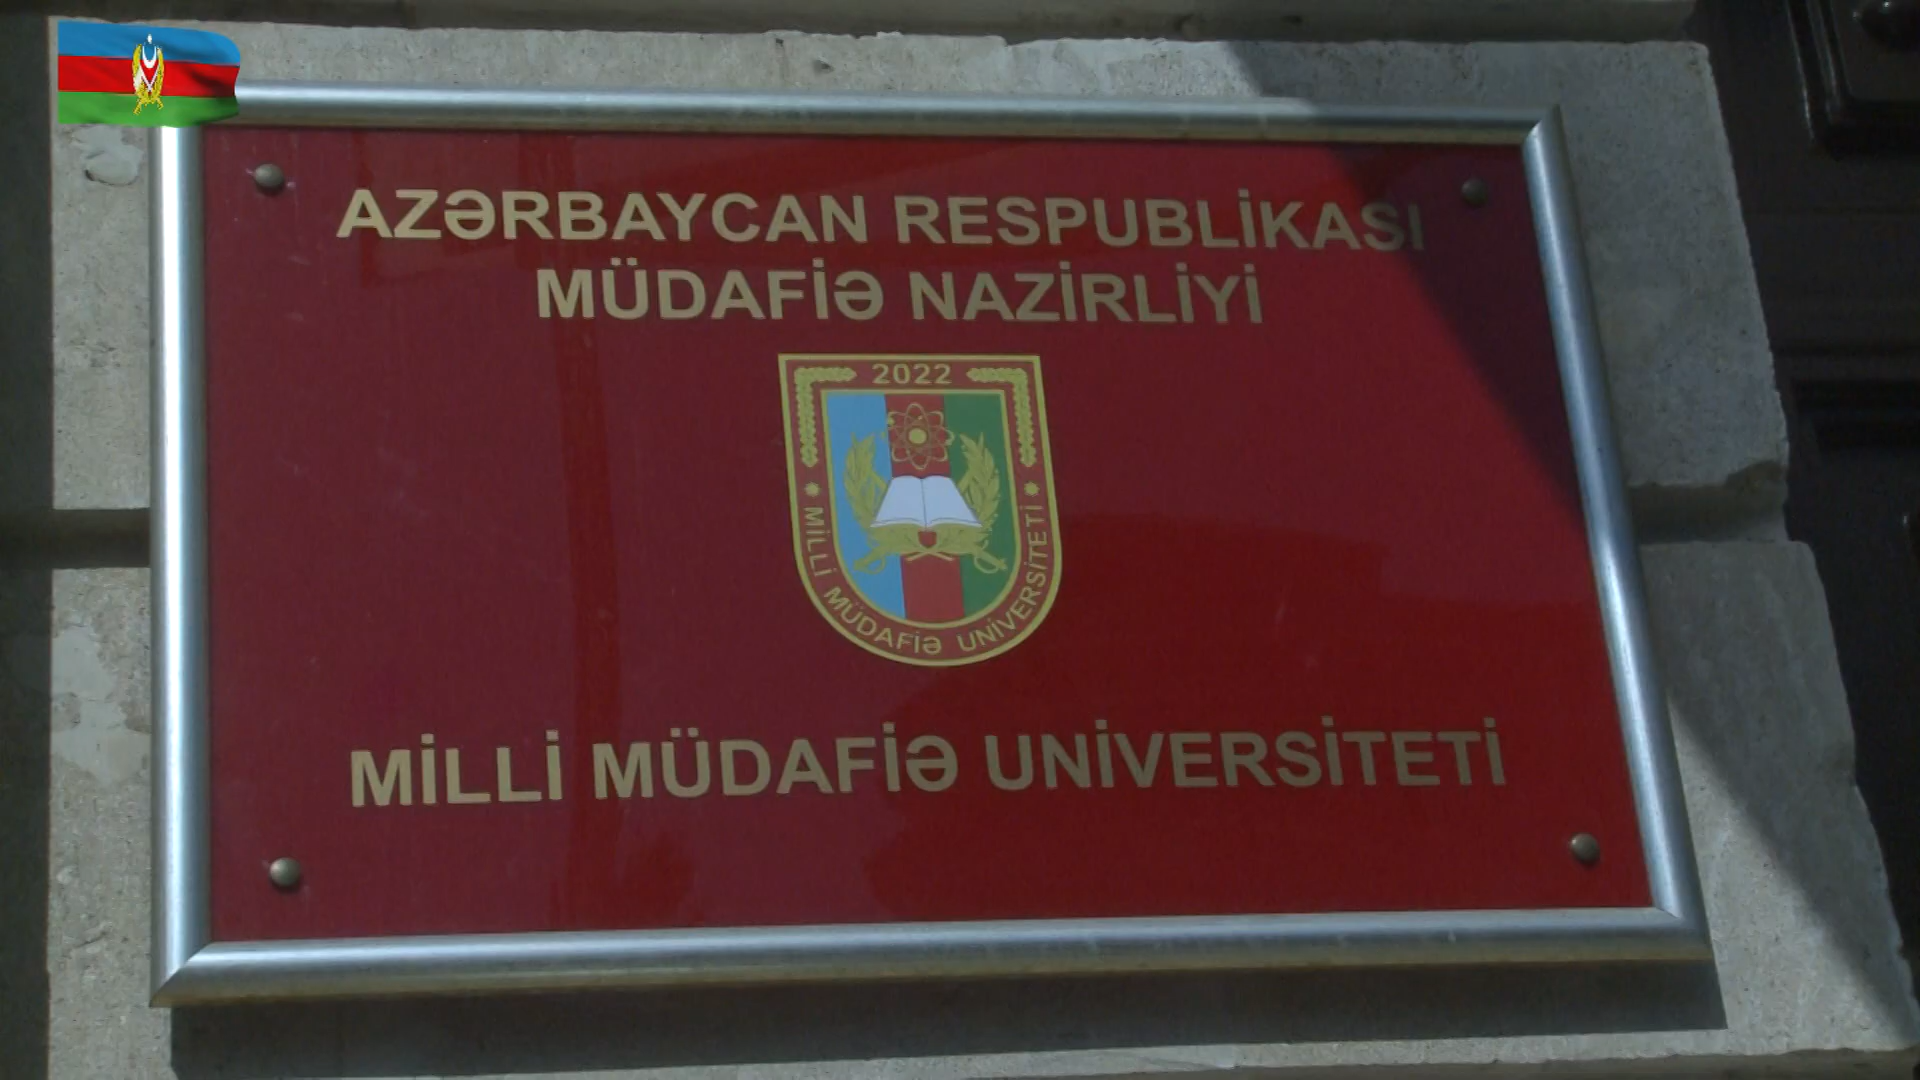 AZƏRBAYCAN RESPUBLİKASI
MÜDAFİƏ NAZİRLİYİ
2022
MİLLİ MÜDAFİƏ UNİVERSİTETİ
MİLLİ MÜDAFİƏ UNİVERSİTETİ